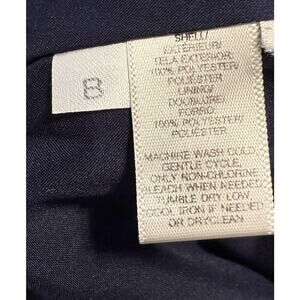 8
SHELL/
EXTÉRIEUR/
TELA EXTERIOR:
100% POLYESTER/
POLIESTER
LINING/
DOUBLURE/
FORRO
100% POLYESTER/
POLIESTER
MACHINE WASH COLD
GENTLE CYCLE,
ONLY NON-CHLORINE
BLEACH WHEN NEEDED
TUMBLE DRY LOW,
COOL IRON IF NEEDED
OR DRYCLEAN